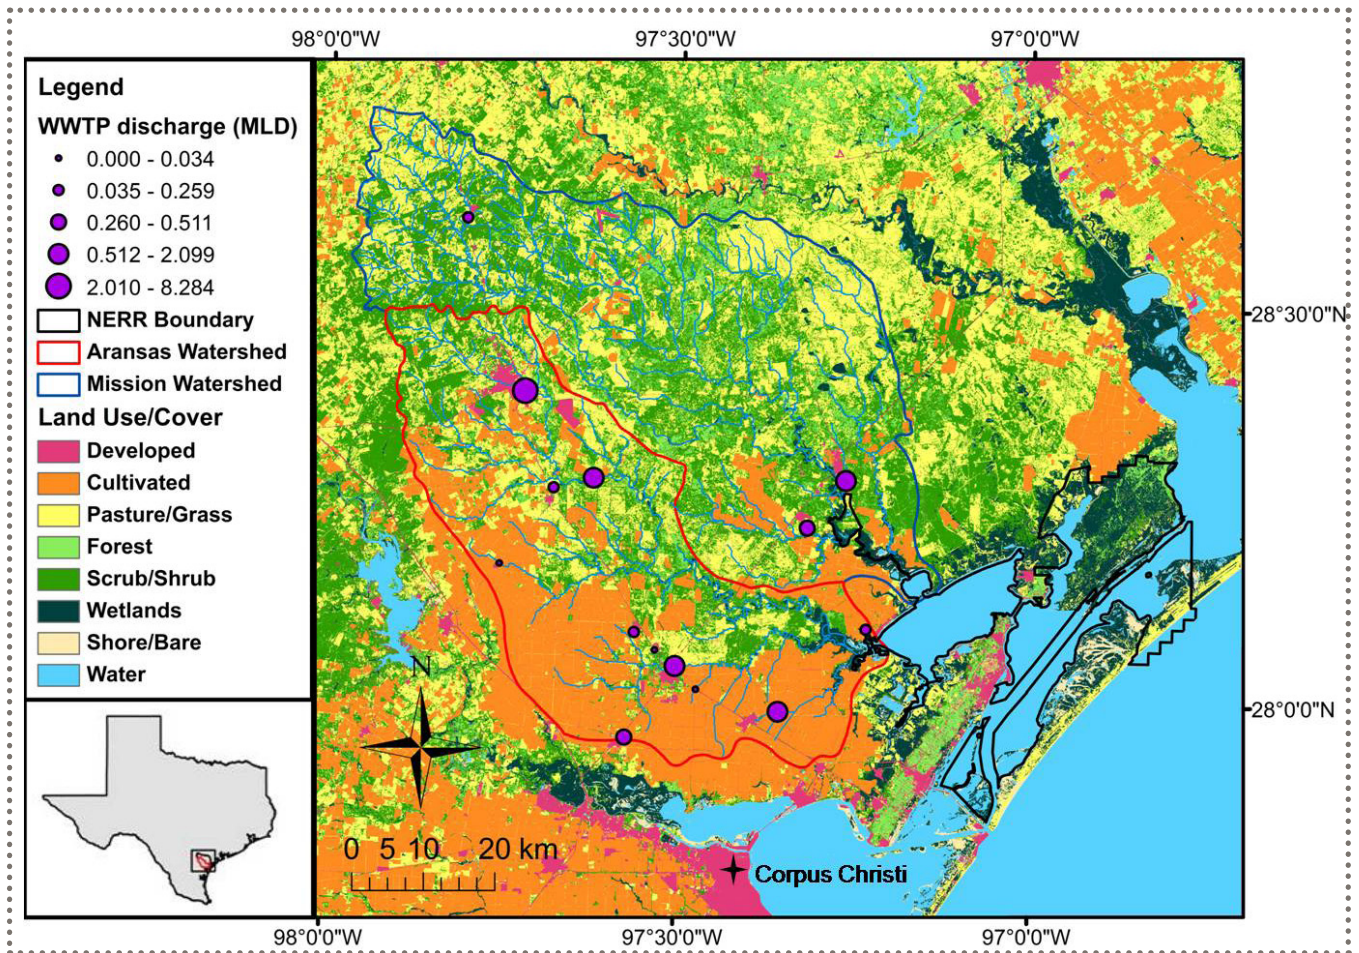 98°0'0"W 97°30'0"W 97°0'0"W
Legend
WWTP discharge (MLD)
0.000 - 0.034
0.035 - 0.259
0.260 - 0.511
0.512 - 2.099
2.010 - 8.284
NERR Boundary
Aransas Watershed
Mission Watershed
Land Use/Cover
Developed
Cultivated
Pasture/Grass
Forest
Scrub/Shrub
Wetlands
Shore/Bare
Water
28°30'0"N
28°0'0"N
N
0 5 10 20 km
Corpus Christi
98°0'0"W 97°30'0"W 97°0'0"W